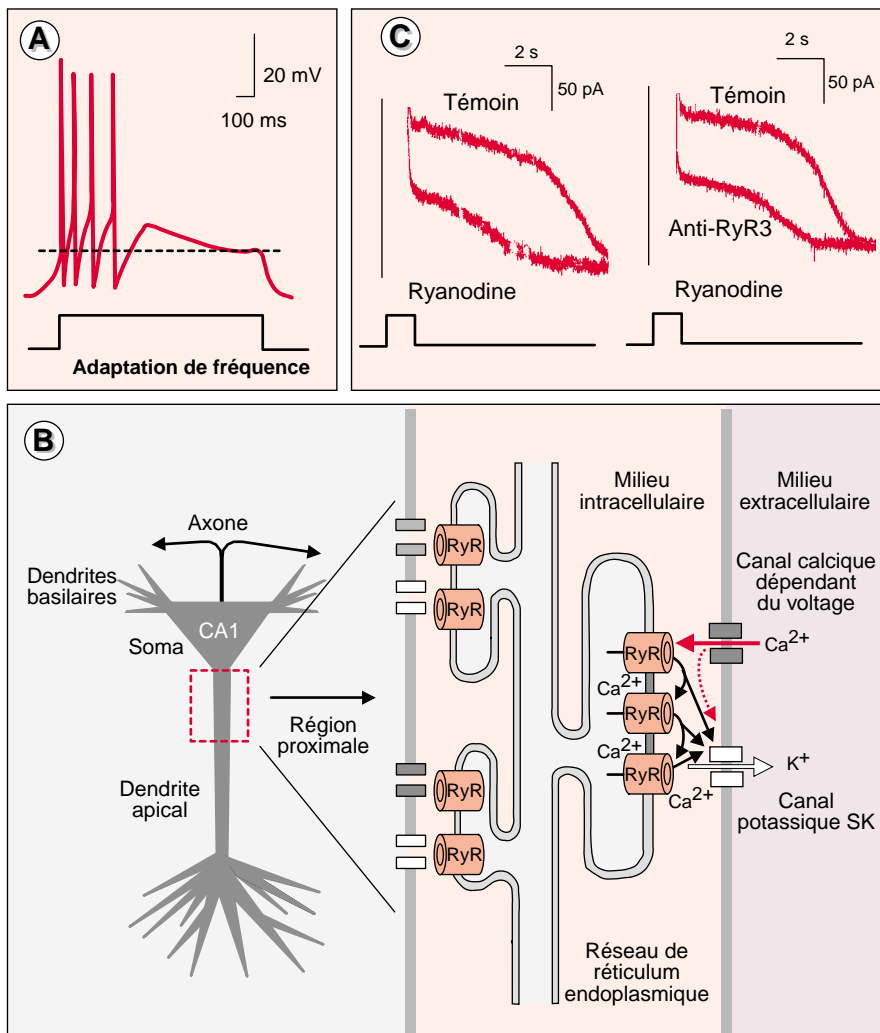 A
20 mV
100 ms
Adaptation de fréquence
C
2 s
50 pA
Témoin
Ryanodine
2 s
50 pA
Témoin
Anti-RyR3
Ryanodine
B
Axone
Dendrites
basilaires
CA1
Soma
Région
proximale
Dendrite
apical
RyR
RyR
RyR
RyR
Milieu
intracellulaire
Milieu
extracellulaire
Canal calcique
dépendant
du voltage
RyR
Ca2+
Ca2+
RyR
Ca2+
RyR
Ca2+
K+
Canal
potassique SK
Réseau de
réticulum
endoplasmique